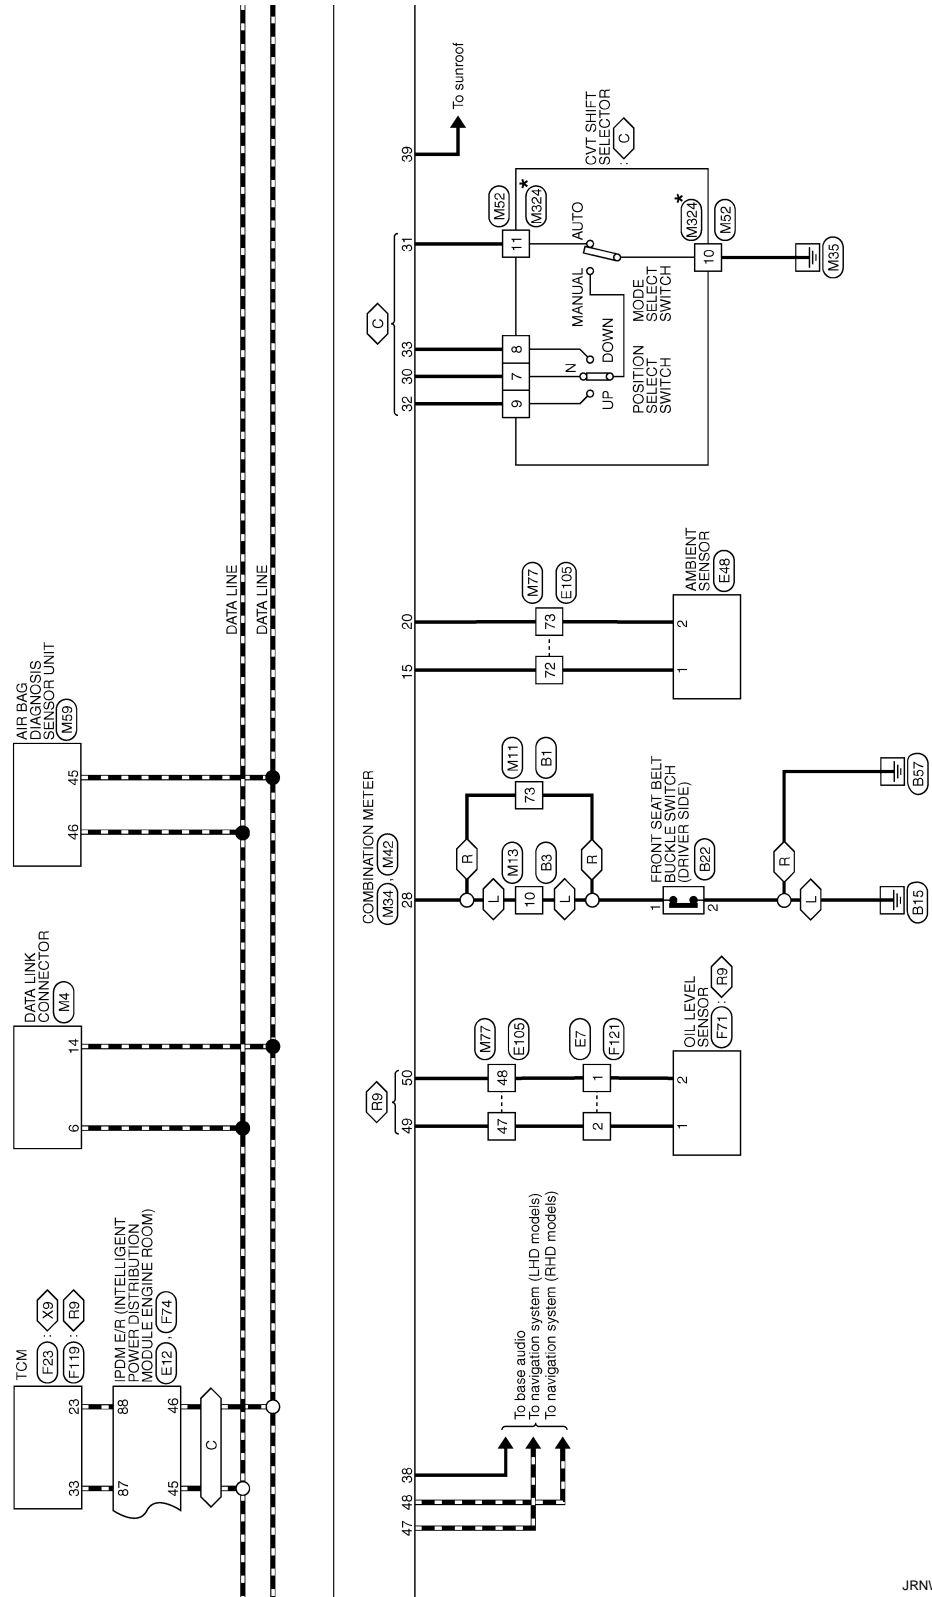 TCM
F23 : X9
F119 : R9
33
23
IPDM E/R (INTELLIGENT
POWER DISTRIBUTION
MODULE ENGINE ROOM)
E12 , F74
87
88
45
46
C
DATA LINK
CONNECTOR
M4
6
14
AIR BAG
DIAGNOSIS
SENSOR UNIT
M59
46
45
DATA LINE
DATA LINE
COMBINATION METER
M34 , M42
47
48
38
To base audio
To navigation system (LHD models)
To navigation system (RHD models)
R9
49
50
47
48
M77
E105
2
1
E7
F121
1
2
OIL LEVEL
SENSOR
F71 : R9
28
R
L
10
M13
B3
73
M11
B1
L
R
1
2
FRONT SEAT BELT
BUCKLE SWITCH
(DRIVER SIDE)
B22
R
L
B15
B57
15
20
72
73
M77
E105
1
2
AMBIENT
SENSOR
E48
C
32
30
33
31
39
To sunroof
9
7
8
11
M52
M324 *
CVT SHIFT
SELECTOR
: C
UP
N
DOWN
MANUAL
AUTO
POSITION
SELECT
SWITCH
MODE
SELECT
SWITCH
10
M324 *
M52
M35